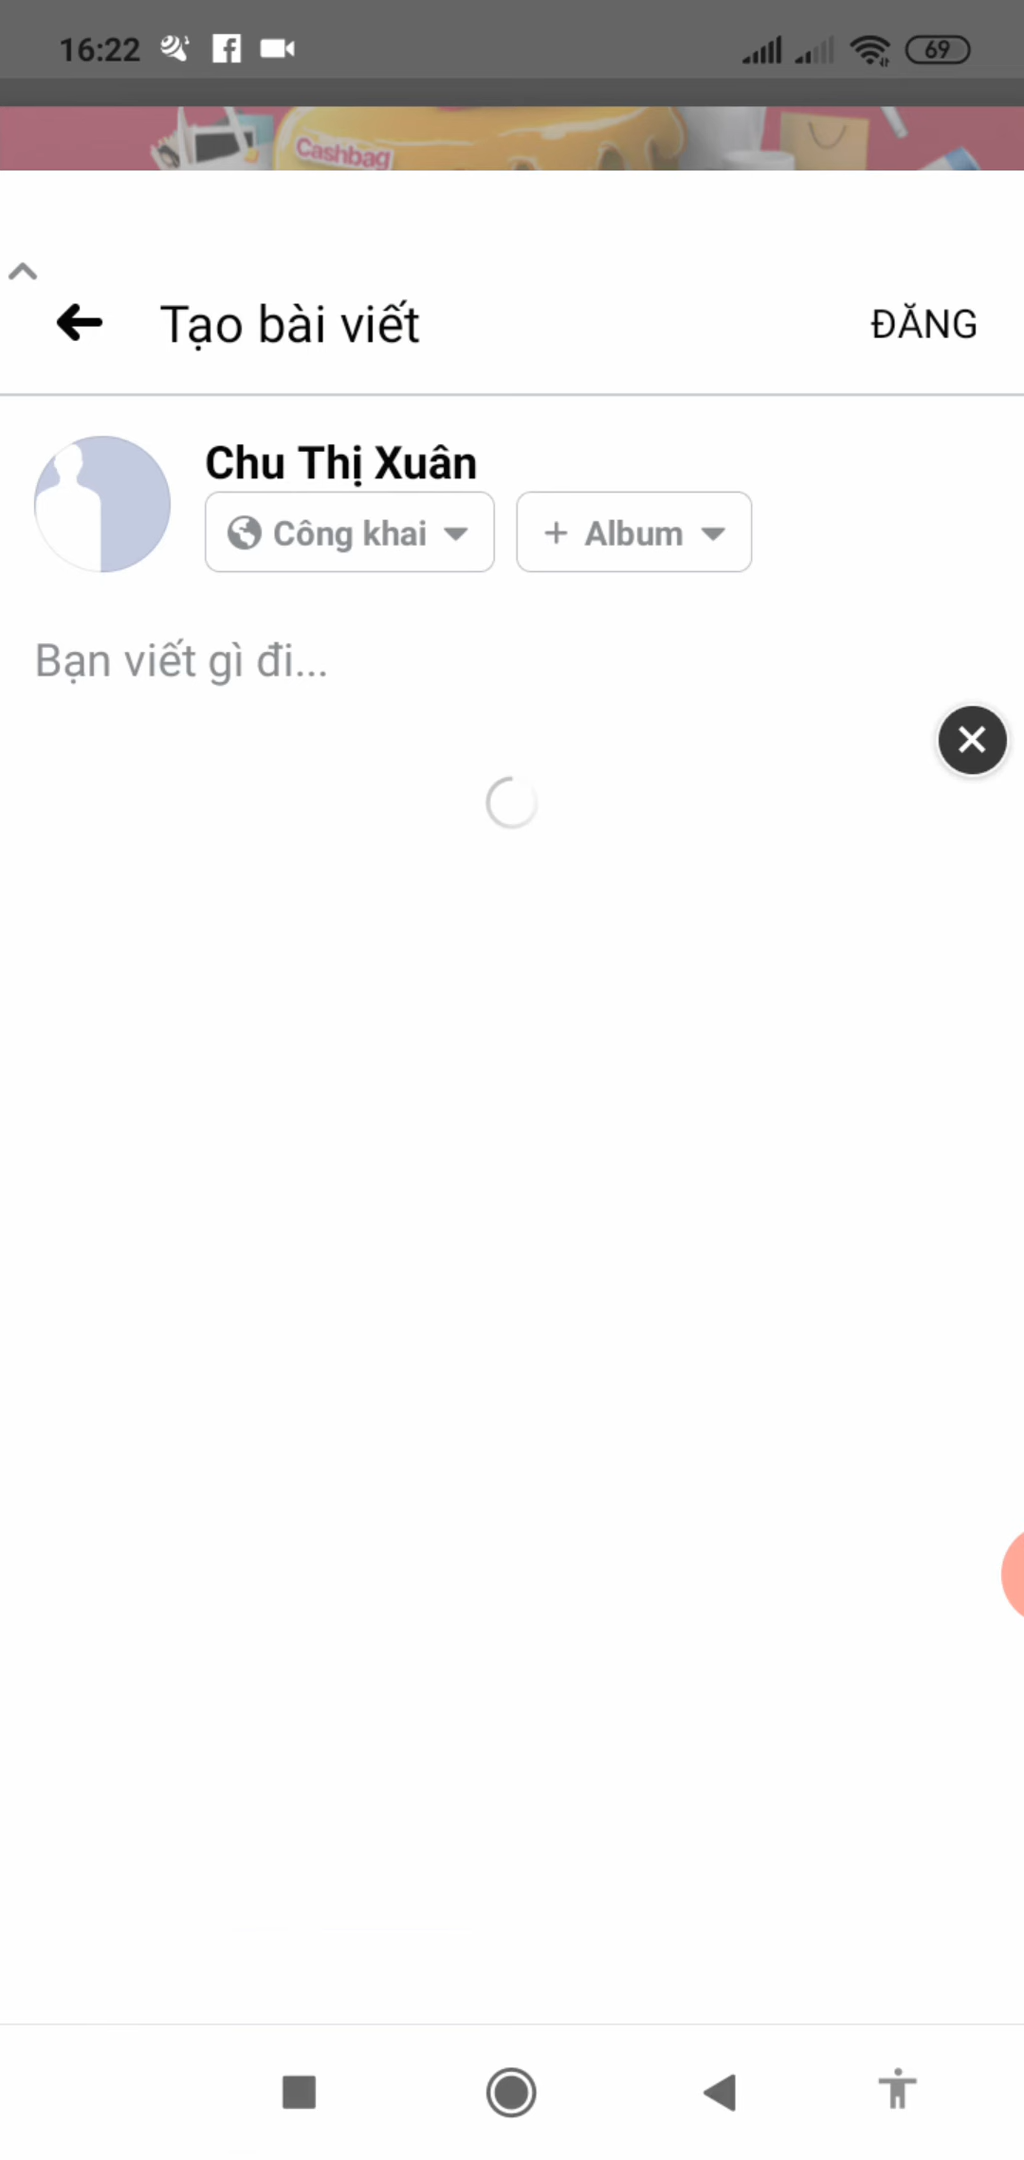 16:22
69
Cashbag
Tạo bài viết
ĐĂNG
Chu Thị Xuân
Công khai
+ Album
Bạn viết gì đi...